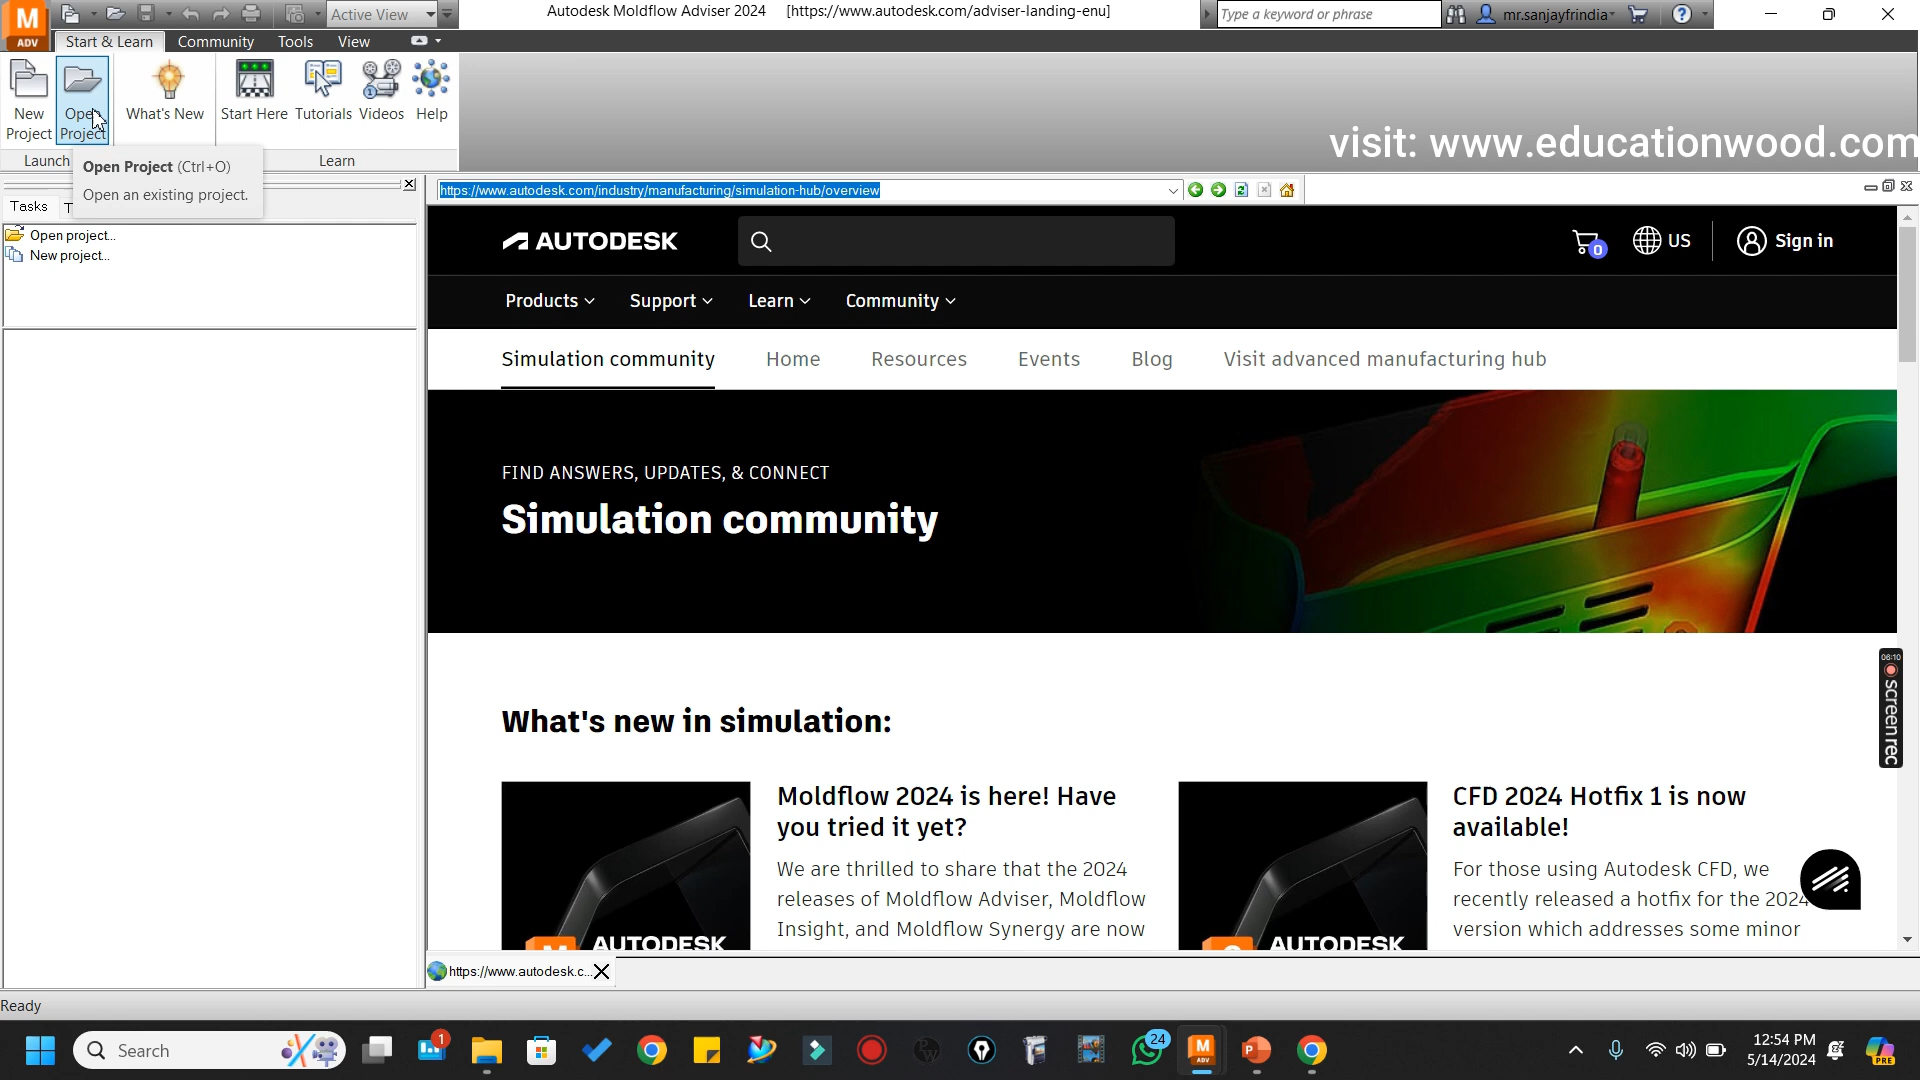 M
ADV
Active View
Autodesk Moldflow Adviser 2024 [https://www.autodesk.com/adviser-landing-enu]
Type a keyword or phrase
mr.sanjayfrindia
?
Start & Learn
Community
Tools
View
New
Project
Open
Project
What's New
Start Here
Tutorials
Videos
Help
Launch
Learn
visit: www.educationwood.com
Open Project (Ctrl+O)
Open an existing project.
Tasks
T
Open project...
New project...
https://www.autodesk.com/industry/manufacturing/simulation-hub/overview
AUTODESK
0
US
Sign in
Products
Support
Learn
Community
Simulation community
Home
Resources
Events
Blog
Visit advanced manufacturing hub
FIND ANSWERS, UPDATES, & CONNECT
Simulation community
06:10
screenrec
What's new in simulation:
Moldflow 2024 is here! Have
you tried it yet?
We are thrilled to share that the 2024
releases of Moldflow Adviser, Moldflow
Insight, and Moldflow Synergy are now
AUTODESK
CFD 2024 Hotfix 1 is now
available!
For those using Autodesk CFD, we
recently released a hotfix for the 2024
version which addresses some minor
AUTODESK
https://www.autodesk.c...
Ready
Search
1
24
M
ADV
P
12:54 PM
5/14/2024
PRE